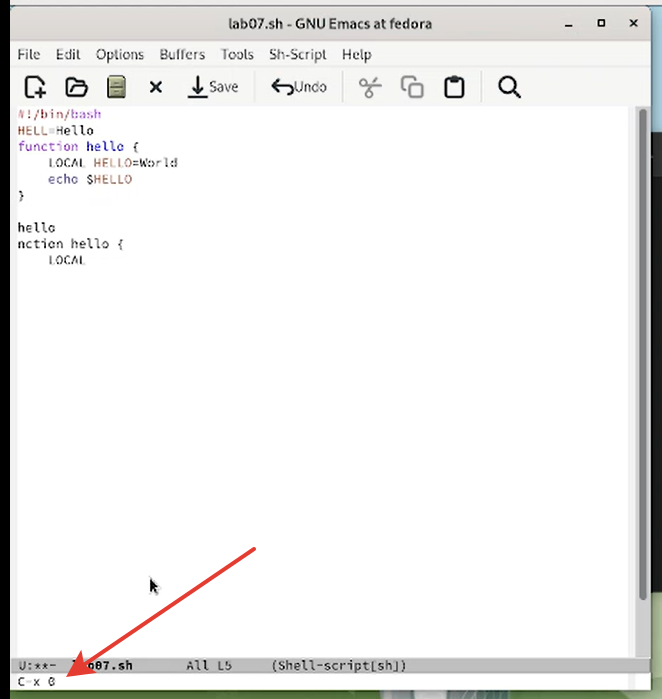 lab07.sh - GNU Emacs at fedora
File Edit Options Buffers Tools Sh-Script Help
Save Undo
#!/bin/bash
HELL=Hello
function hello {
    LOCAL HELLO=World
    echo $HELLO
}
hello
nction hello {
    LOCAL
U:**- lab07.sh All L5 (Shell-script[sh])
C-x 0